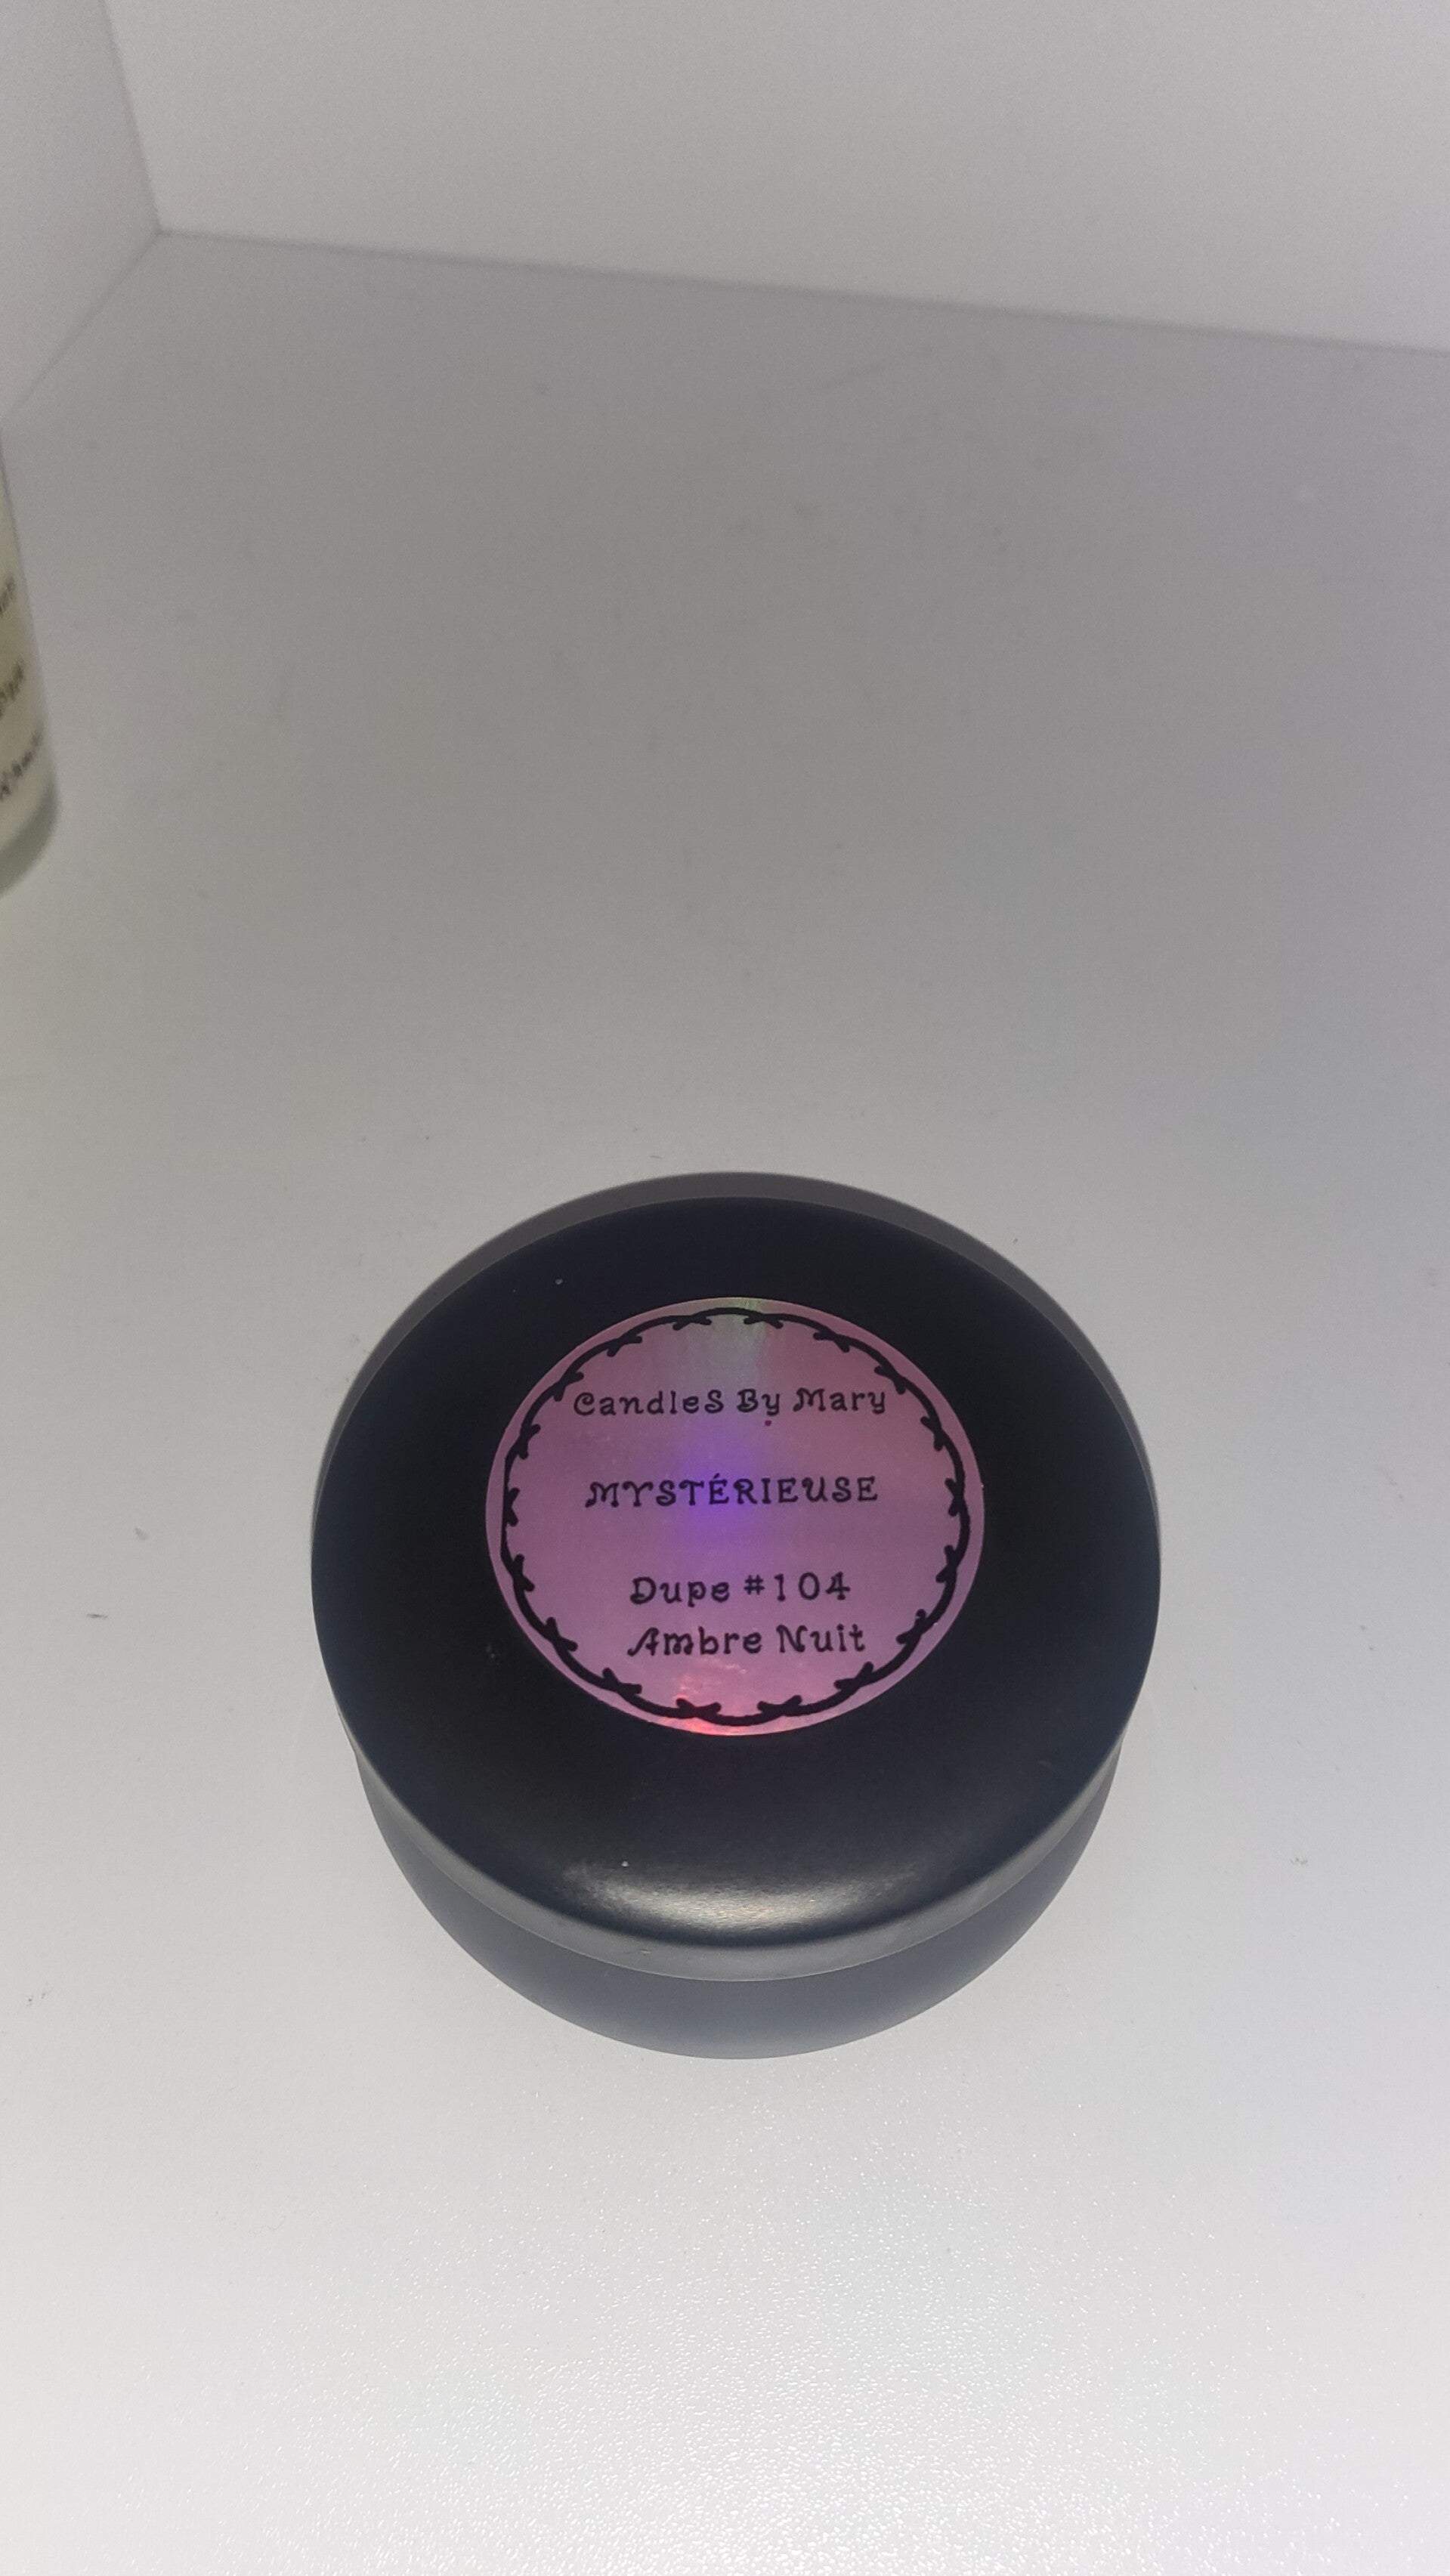 CandleS By Mary
MYSTÉRIEUSE
Dupe #104
Ambre Nuit